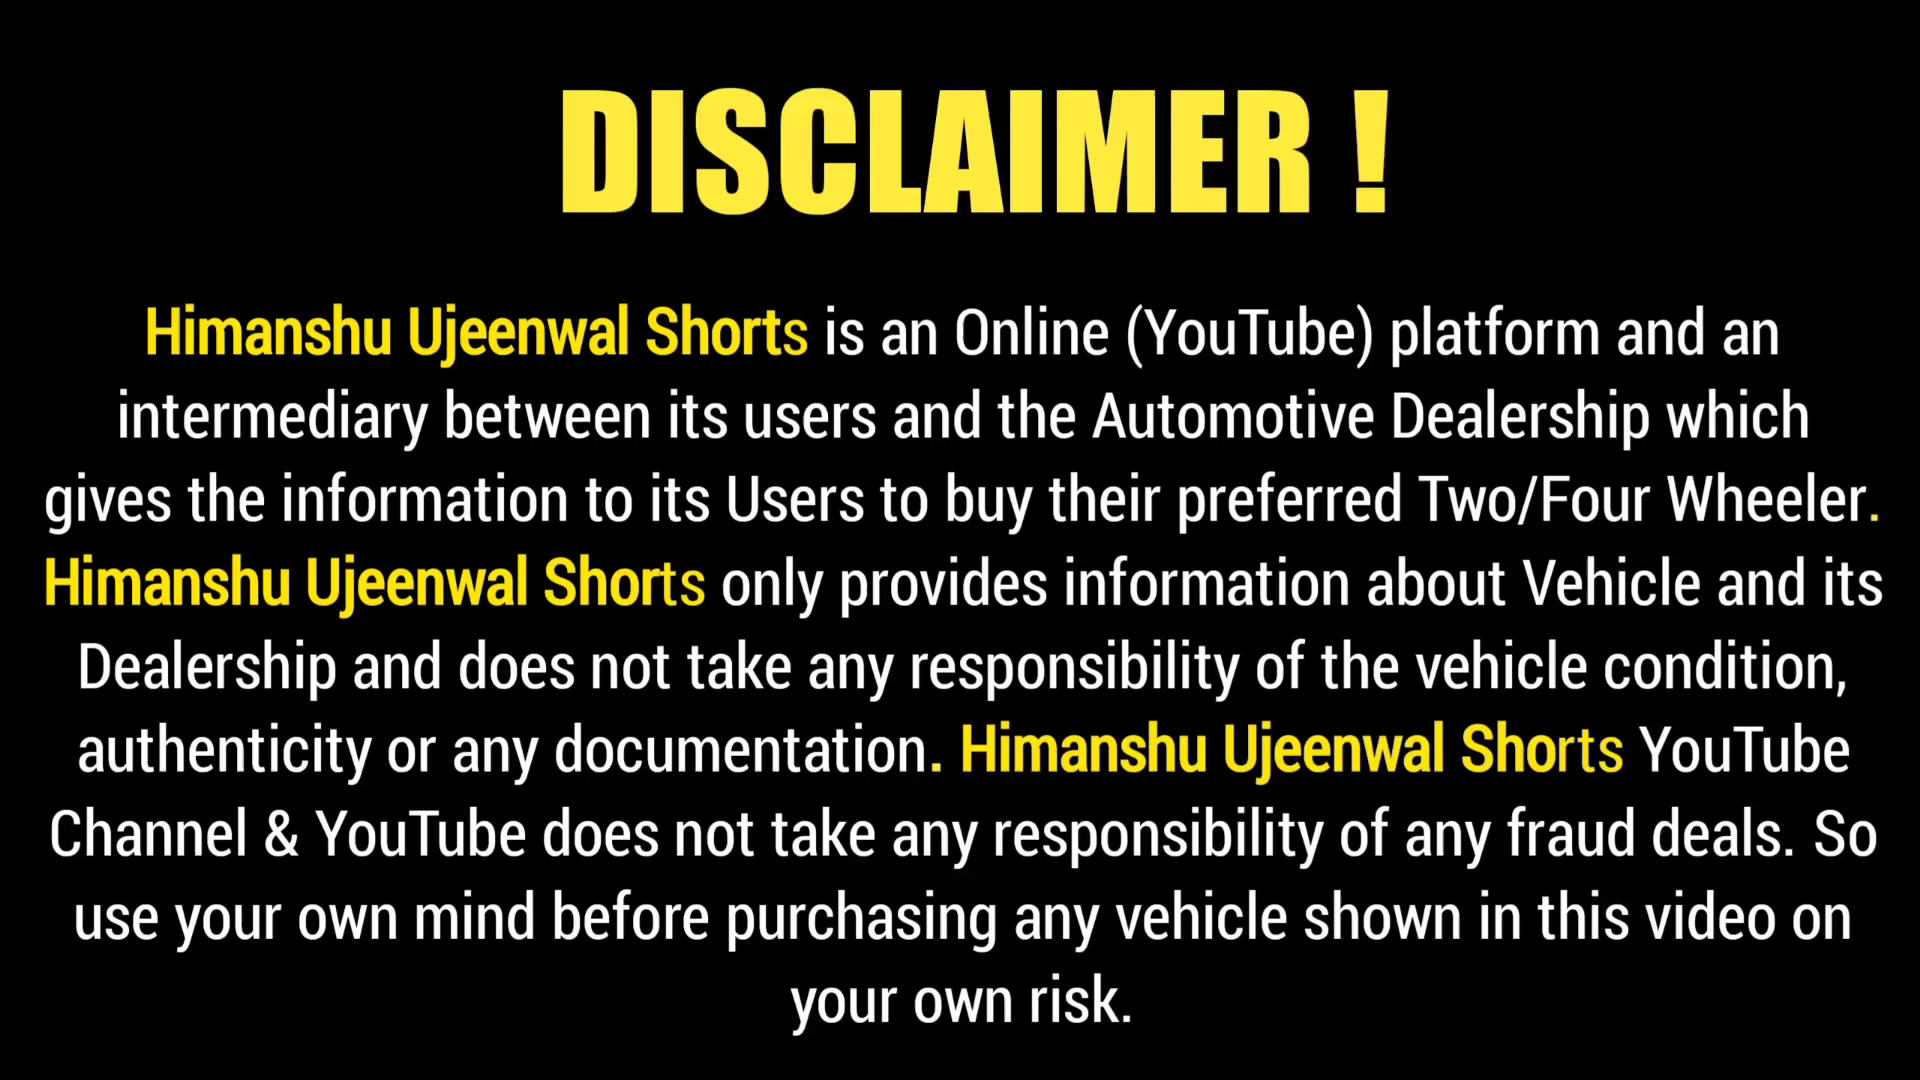 DISCLAIMER !
Himanshu Ujeenwal Shorts is an Online (YouTube) platform and an
intermediary between its users and the Automotive Dealership which
gives the information to its Users to buy their preferred Two/Four Wheeler.
Himanshu Ujeenwal Shorts only provides information about Vehicle and its
Dealership and does not take any responsibility of the vehicle condition,
authenticity or any documentation. Himanshu Ujeenwal Shorts YouTube
Channel & YouTube does not take any responsibility of any fraud deals. So
use your own mind before purchasing any vehicle shown in this video on
your own risk.